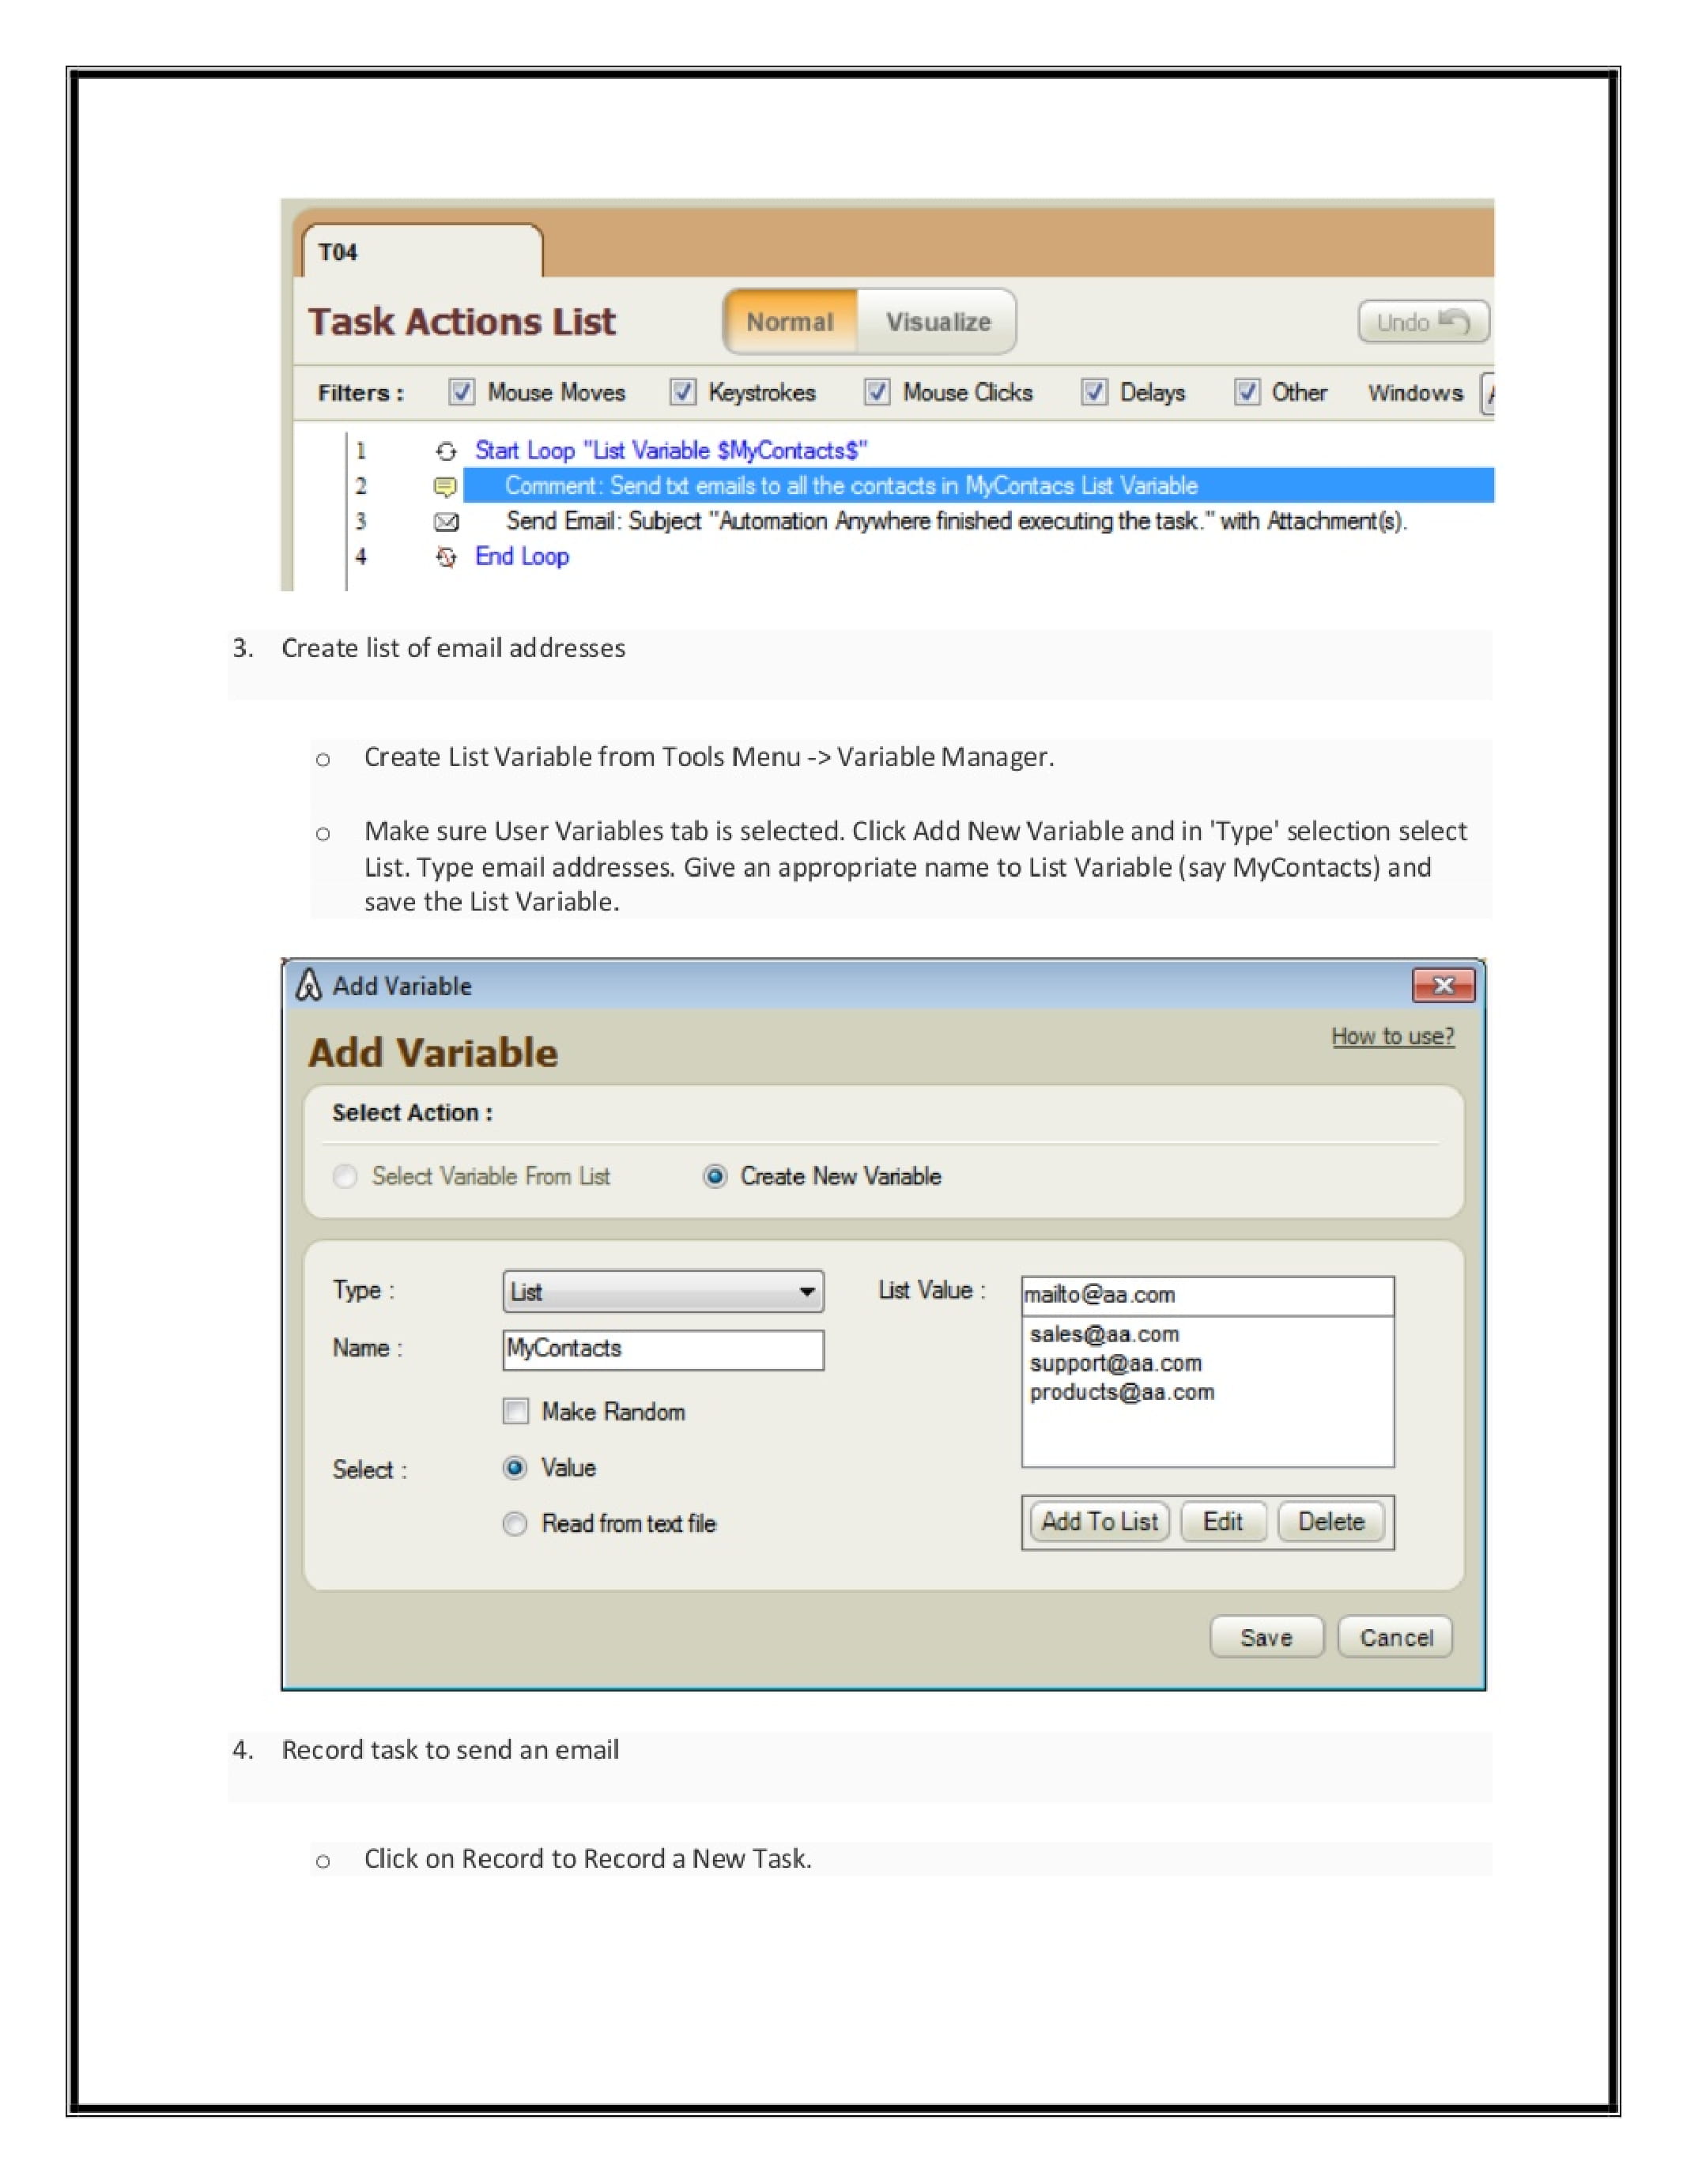 T04
Task Actions List Normal Visualize Undo
Filters : Mouse Moves Keystrokes Mouse Clicks Delays Other Windows
1 Start Loop "List Variable $MyContacts$"
2 Comment: Send txt emails to all the contacts in MyContacs List Variable
3 Send Email: Subject "Automation Anywhere finished executing the task." with Attachment(s).
4 End Loop
3. Create list of email addresses
o Create List Variable from Tools Menu -> Variable Manager.
o Make sure User Variables tab is selected. Click Add New Variable and in 'Type' selection select
List. Type email addresses. Give an appropriate name to List Variable (say MyContacts) and
save the List Variable.
Add Variable
How to use?
Add Variable
Select Action :
Select Variable From List Create New Variable
Type : List List Value : mailto@aa.com
sales@aa.com
Name : MyContacts
support@aa.com
products@aa.com
Make Random
Select : Value
Read from text file
Add To List Edit Delete
Save Cancel
4. Record task to send an email
o Click on Record to Record a New Task.